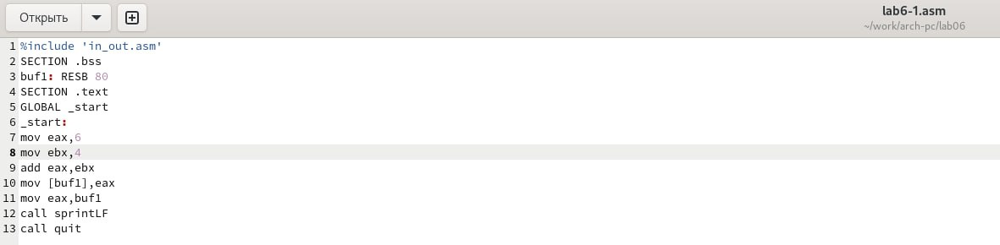 Открыть
lab6-1.asm
~/work/arch-pc/lab06
1 %include 'in_out.asm'
2 SECTION .bss
3 buf1: RESB 80
4 SECTION .text
5 GLOBAL _start
6 _start:
7 mov eax,6
8 mov ebx,4
9 add eax,ebx
10 mov [buf1],eax
11 mov eax,buf1
12 call sprintLF
13 call quit